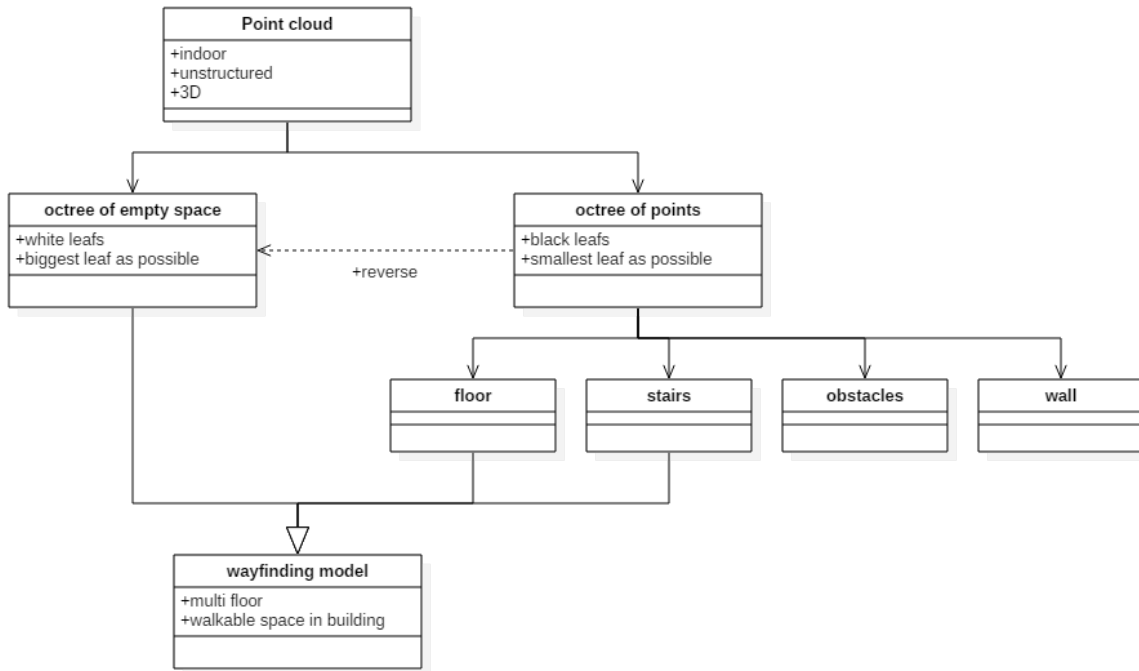 Point cloud
+indoor
+unstructured
+3D
octree of empty space
+white leafs
+biggest leaf as possible
+reverse
octree of points
+black leafs
+smallest leaf as possible
floor
stairs
obstacles
wall
wayfinding model
+multi floor
+walkable space in building